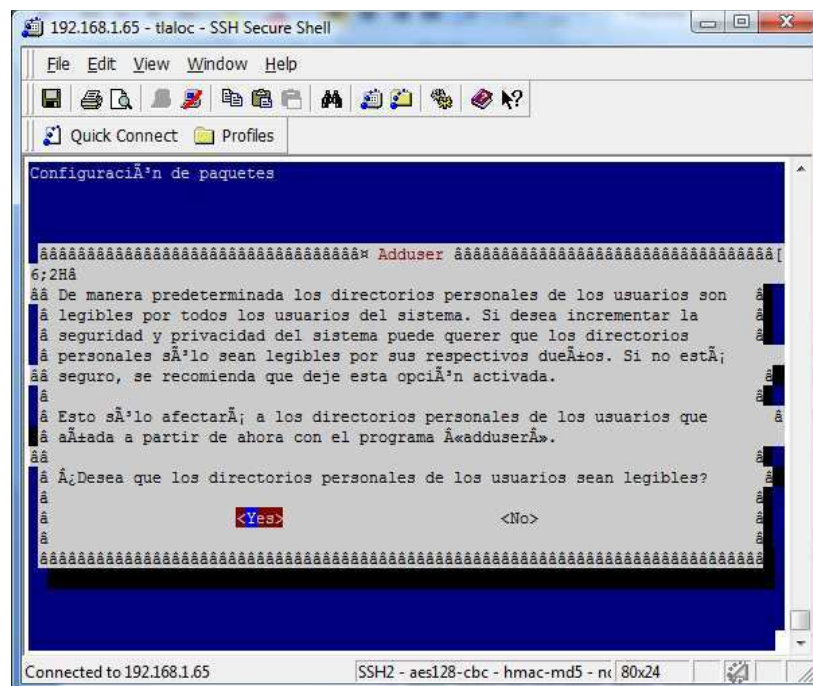 192.168.1.65 - tlaloc - SSH Secure Shell
File Edit View Window Help
Quick Connect Profiles
ConfiguraciÃ³n de paquetes
ââââââââââââââââââââââââââââââââââ¤ Adduser ââââââââââââââââââââââââââââââââââ[
6;2Hâ
ââ De manera predeterminada los directorios personales de los usuarios son â
â legibles por todos los usuarios del sistema. Si desea incrementar la â
â seguridad y privacidad del sistema puede querer que los directorios â
â personales sÃ³lo sean legibles por sus respectivos dueÃ±os. Si no estÃ¡
ââ seguro, se recomienda que deje esta opciÃ³n activada. â
â â
â Esto sÃ³lo afectarÃ¡ a los directorios personales de los usuarios que â
â aÃ±ada a partir de ahora con el programa Â«adduserÂ».
ââ â
â Â¿Desea que los directorios personales de los usuarios sean legibles? â
â â
â <Yes> <No> â
â â
âââââââââââââââââââââââââââââââââââââââââââââââââââââââââââââââââââââââââââââ
Connected to 192.168.1.65 SSH2 - aes128-cbc - hmac-md5 - nc 80x24